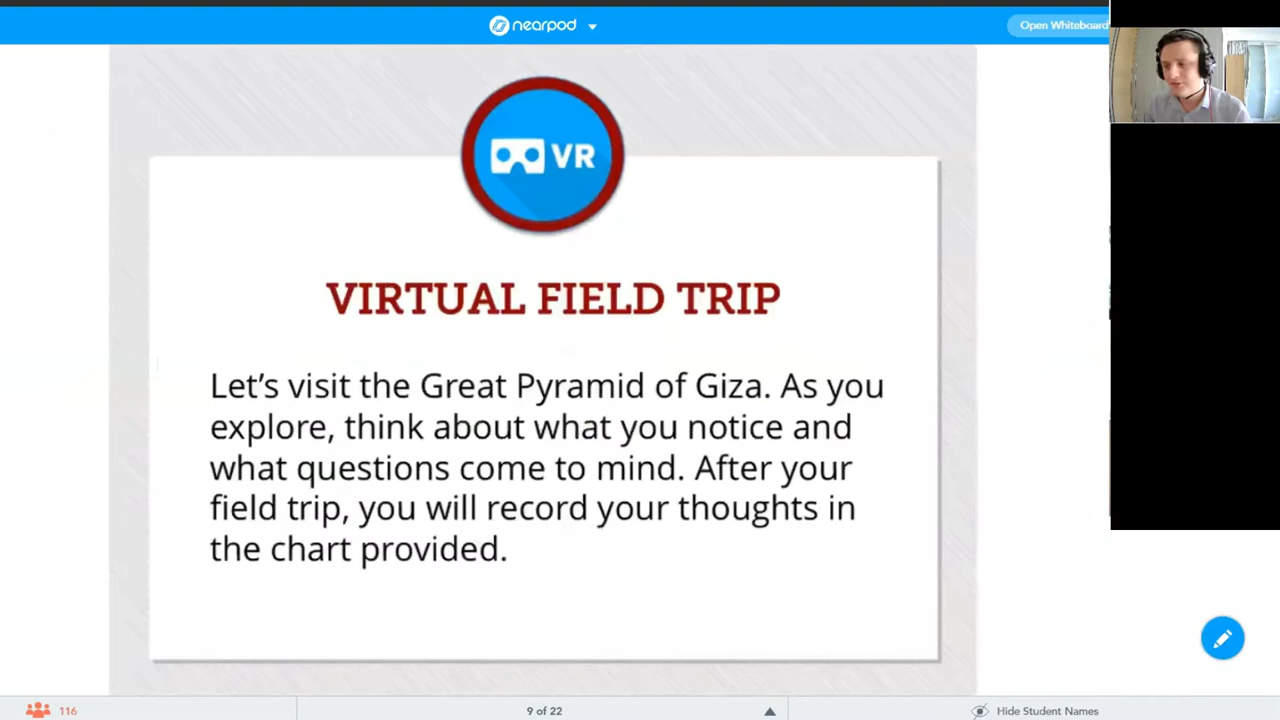 nearpod
Open Whiteboard
VR
VIRTUAL FIELD TRIP
Let’s visit the Great Pyramid of Giza. As you
explore, think about what you notice and
what questions come to mind. After your
field trip, you will record your thoughts in
the chart provided.
116
9 of 22
Hide Student Names